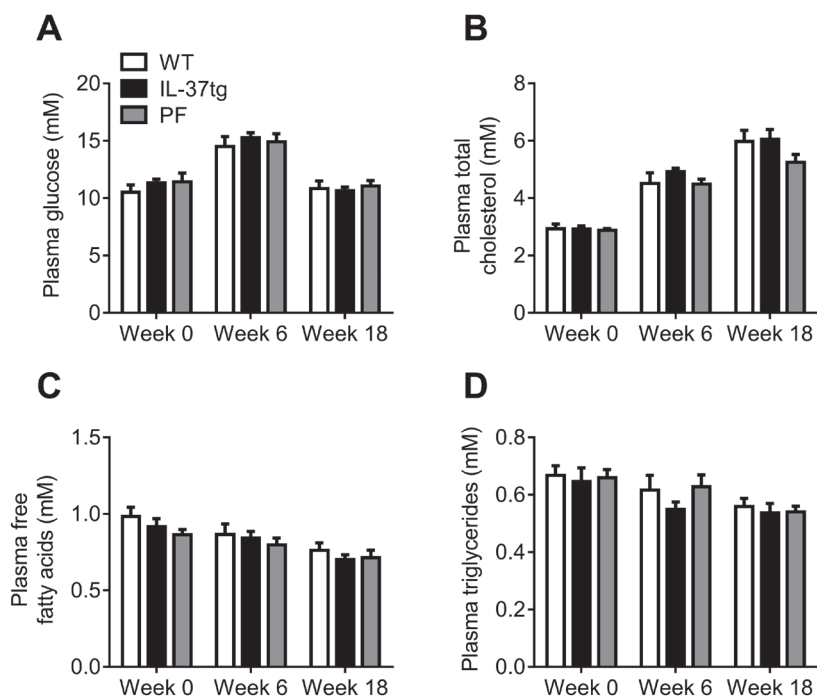 A
WT
IL-37tg
PF
Plasma glucose (mM)
20
15
10
5
0
Week 0 Week 6 Week 18
B
Plasma total
cholesterol (mM)
8
6
4
2
0
Week 0 Week 6 Week 18
C
Plasma free
fatty acids (mM)
1.5
1.0
0.5
0.0
Week 0 Week 6 Week 18
D
Plasma triglycerides (mM)
0.8
0.6
0.4
0.2
0.0
Week 0 Week 6 Week 18